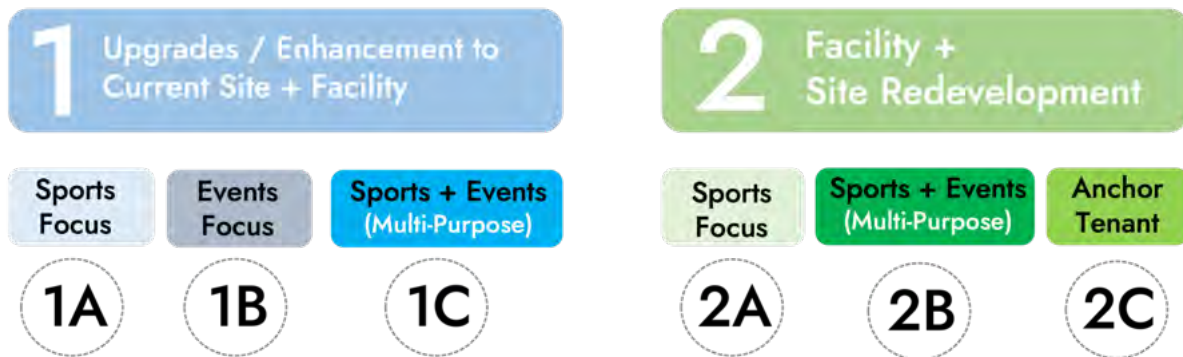 1
Upgrades / Enhancement to
Current Site + Facility
Sports
Focus
Events
Focus
Sports + Events
(Multi-Purpose)
1A
1B
1C
2
Facility +
Site Redevelopment
Sports
Focus
Sports + Events
(Multi-Purpose)
Anchor
Tenant
2A
2B
2C